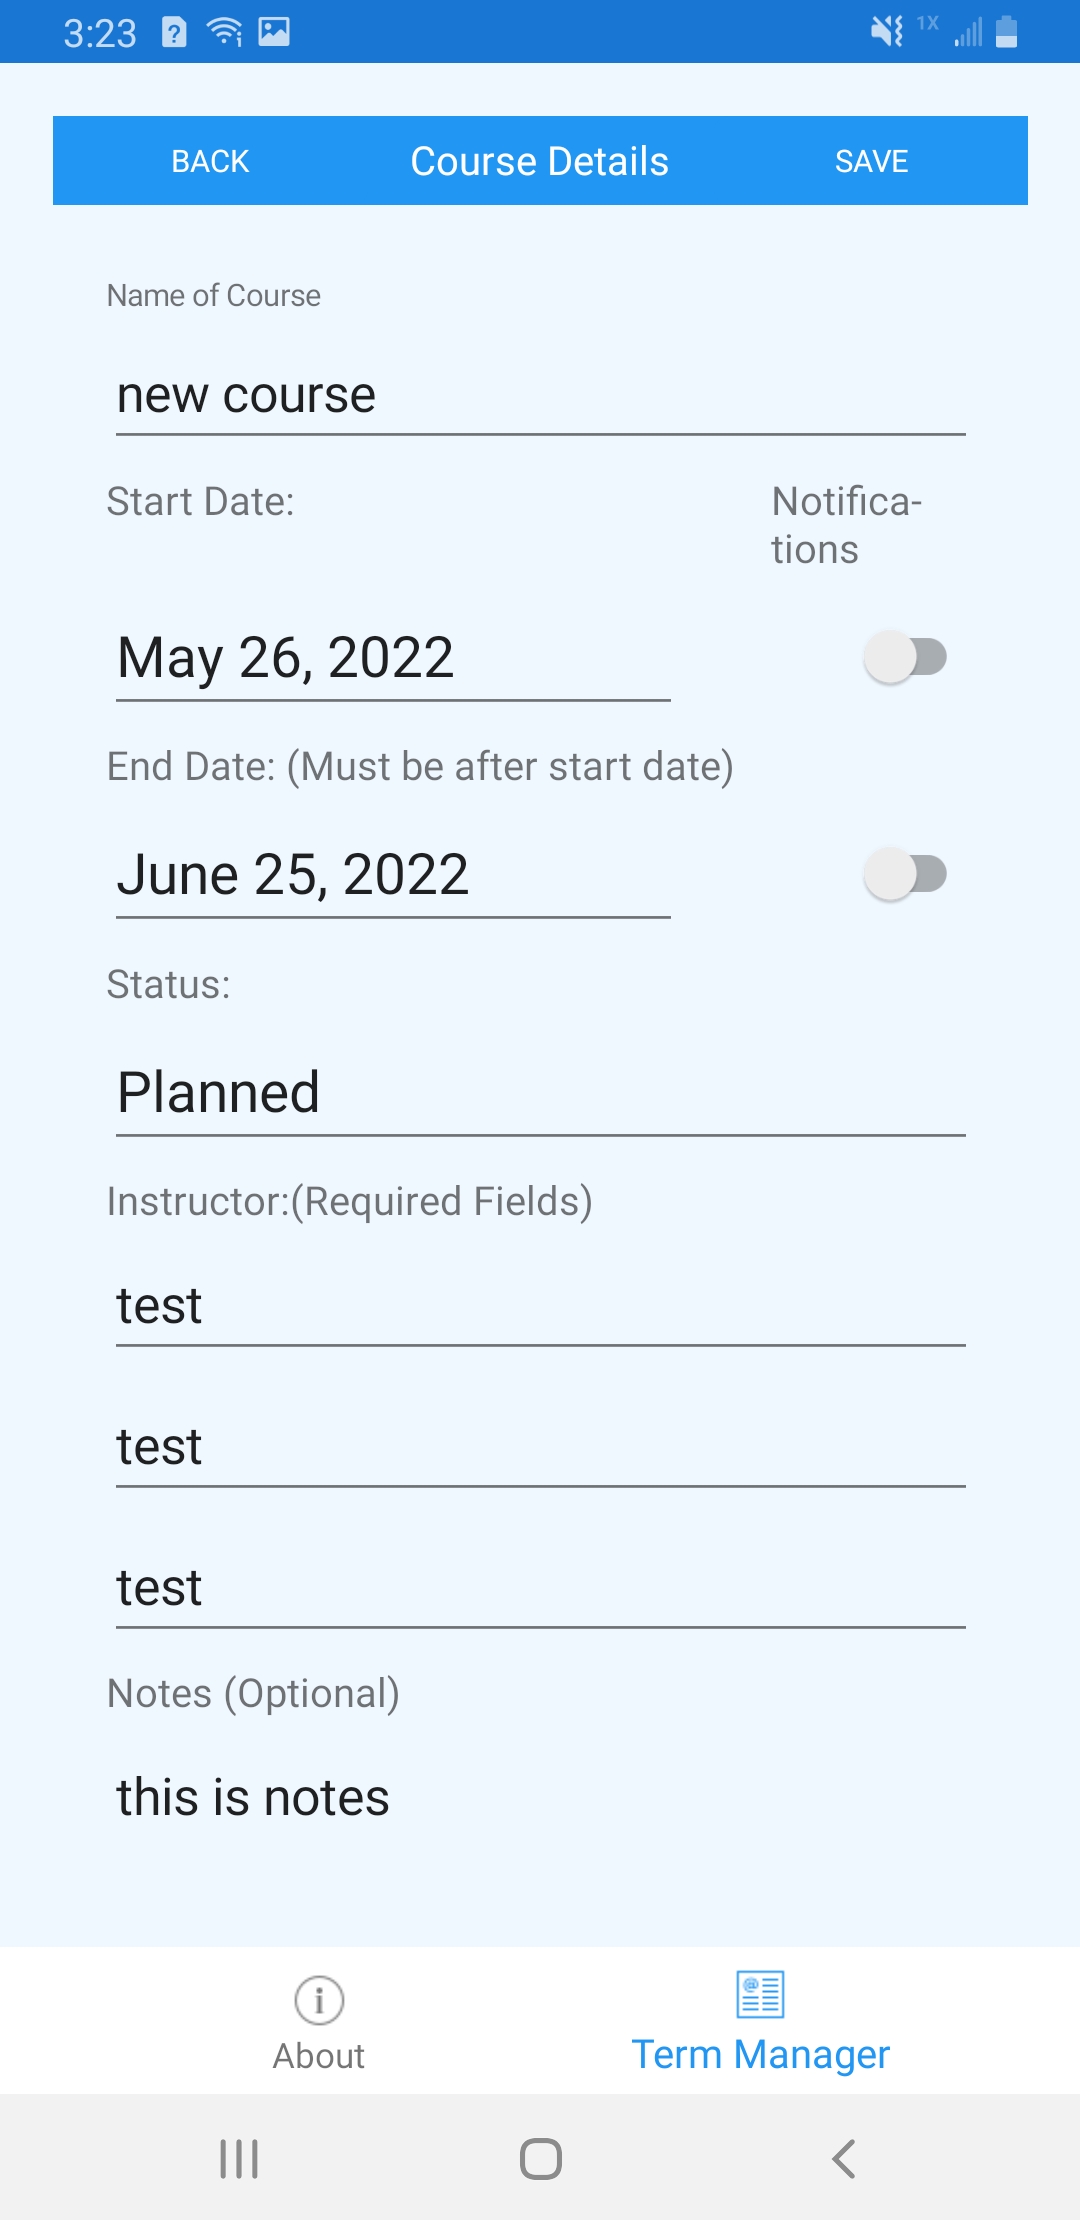 3:23
1X
BACK Course Details SAVE
Name of Course
new course
Start Date: Notifica-
tions
May 26, 2022
End Date: (Must be after start date)
June 25, 2022
Status:
Planned
Instructor:(Required Fields)
test
test
test
Notes (Optional)
this is notes
About Term Manager